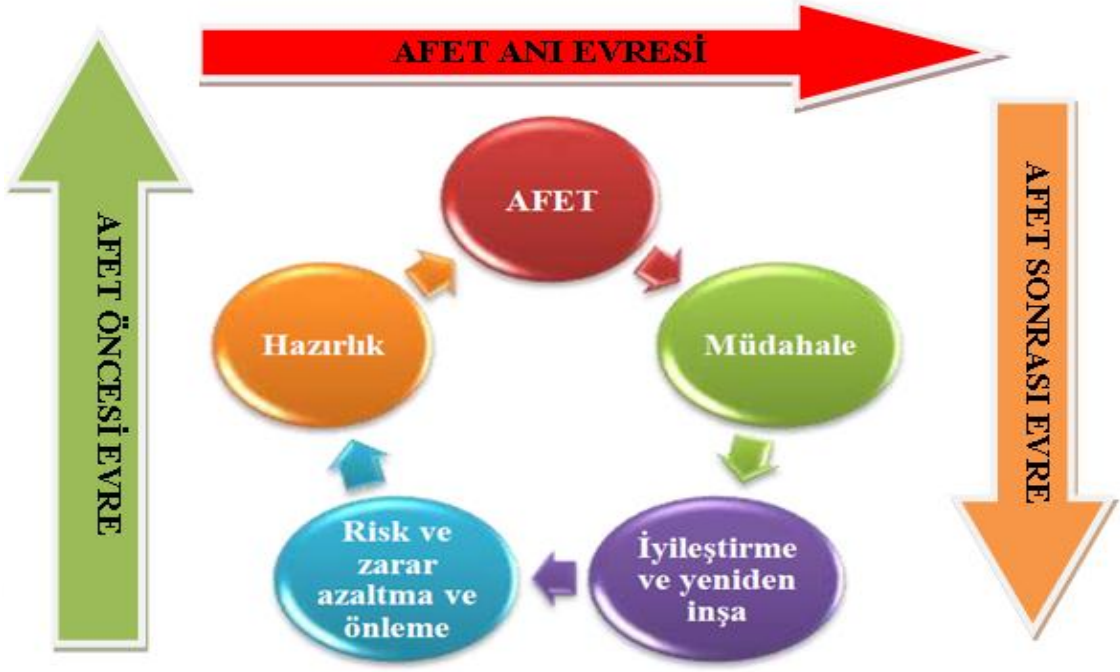 AFET ANI EVRESİ
AFET ÖNCESİ EVRE
AFET SONRASI EVRE
AFET
Müdahale
İyileştirme
ve yeniden
inşa
Risk ve
zarar
azaltma ve
önleme
Hazırlık